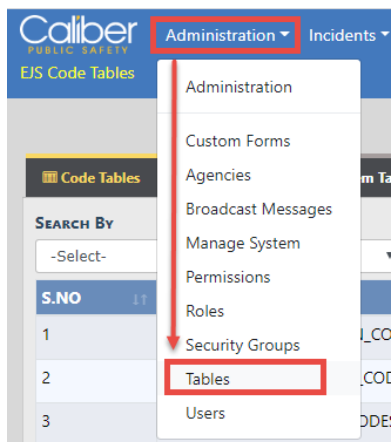 Caliber
PUBLIC SAFETY
Administration
Incidents
EJS Code Tables
Administration
Custom Forms
Agencies
Broadcast Messages
Manage System
Permissions
Roles
Security Groups
Tables
Users
Code Tables
SEARCH BY
-Select-
S.NO
1
2
3